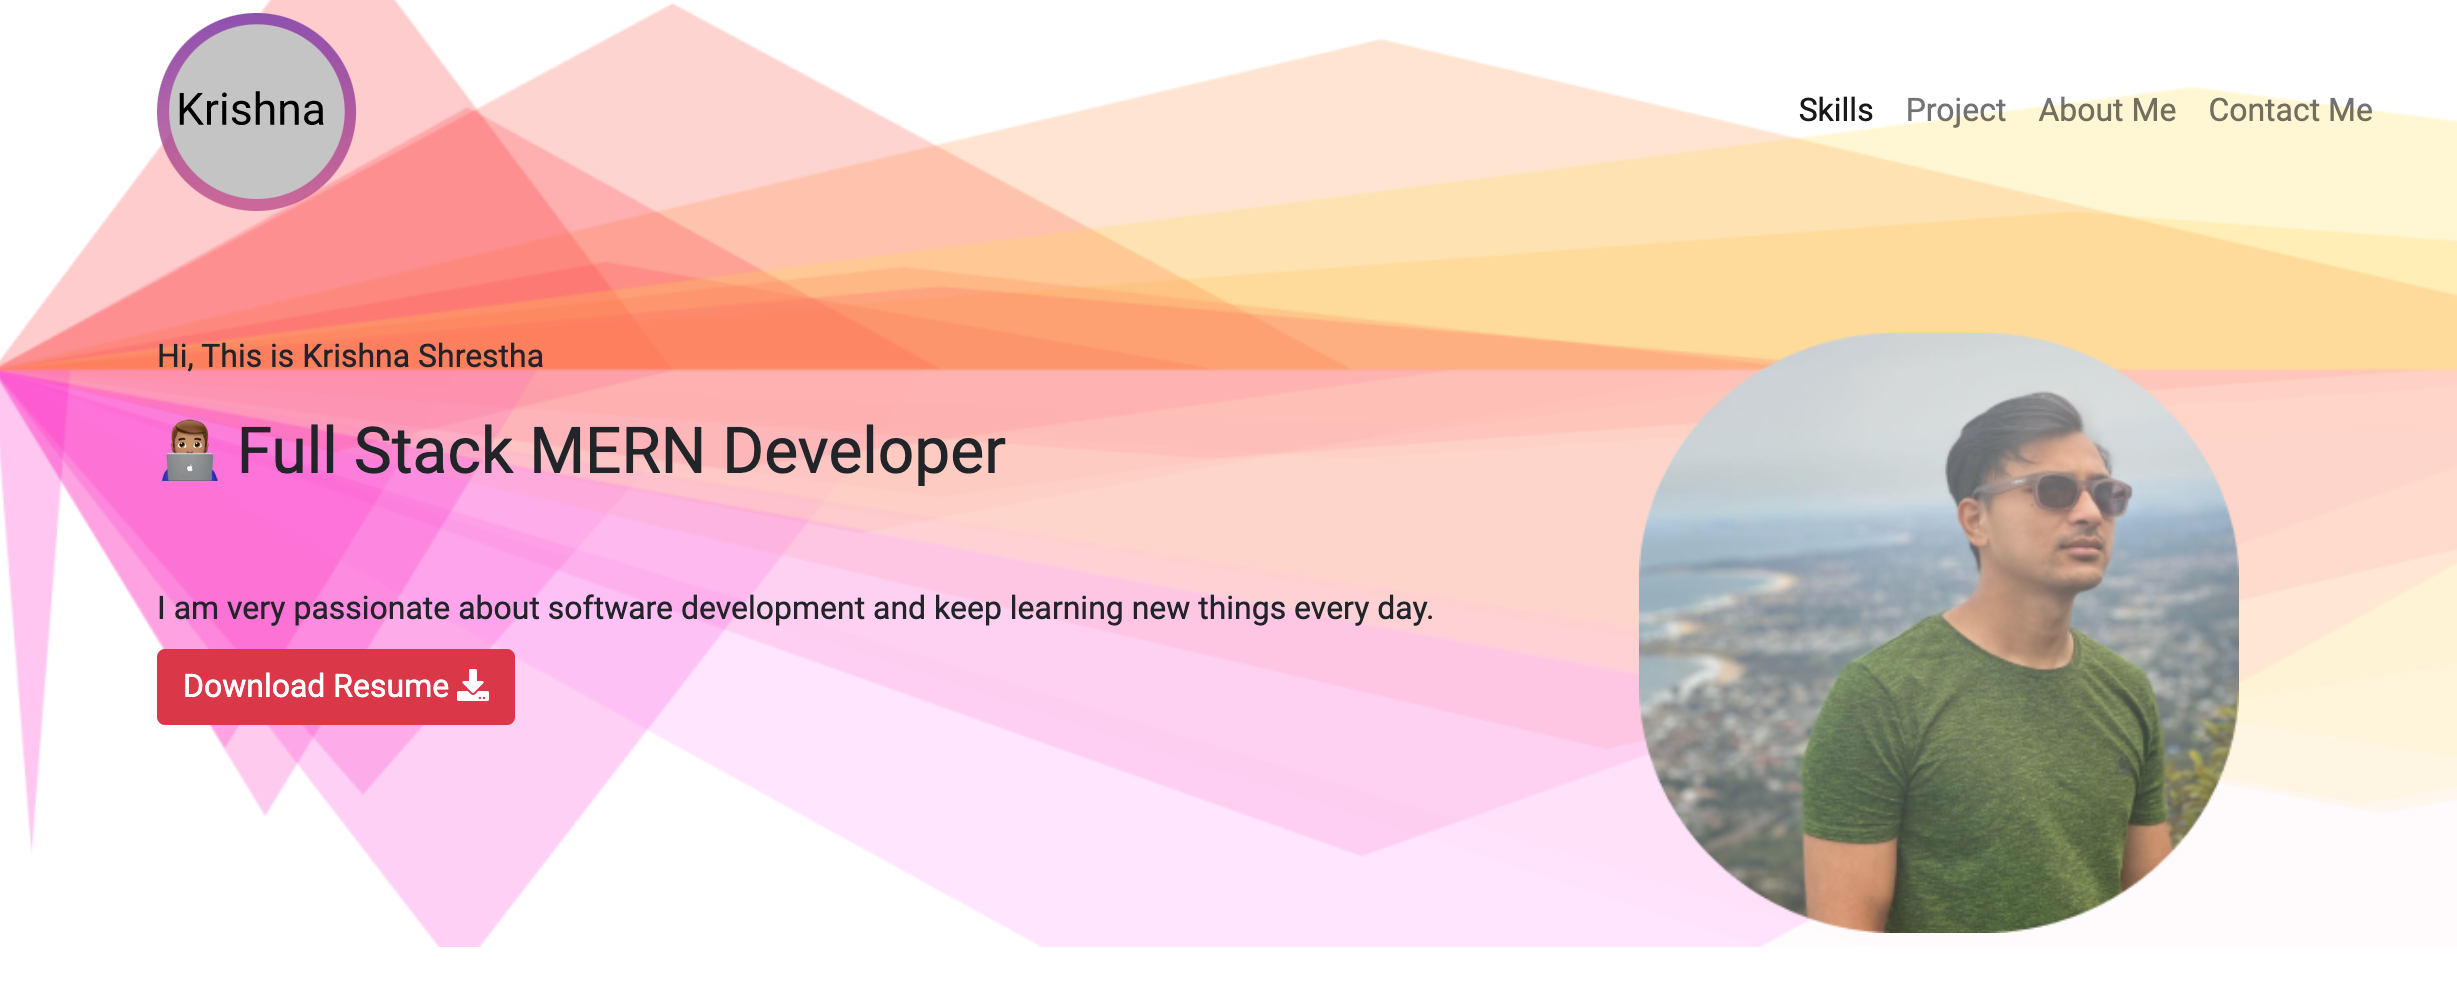 Krishna
Skills Project About Me Contact Me
Hi, This is Krishna Shrestha
👨🏽‍💻 Full Stack MERN Developer
I am very passionate about software development and keep learning new things every day.
Download Resume